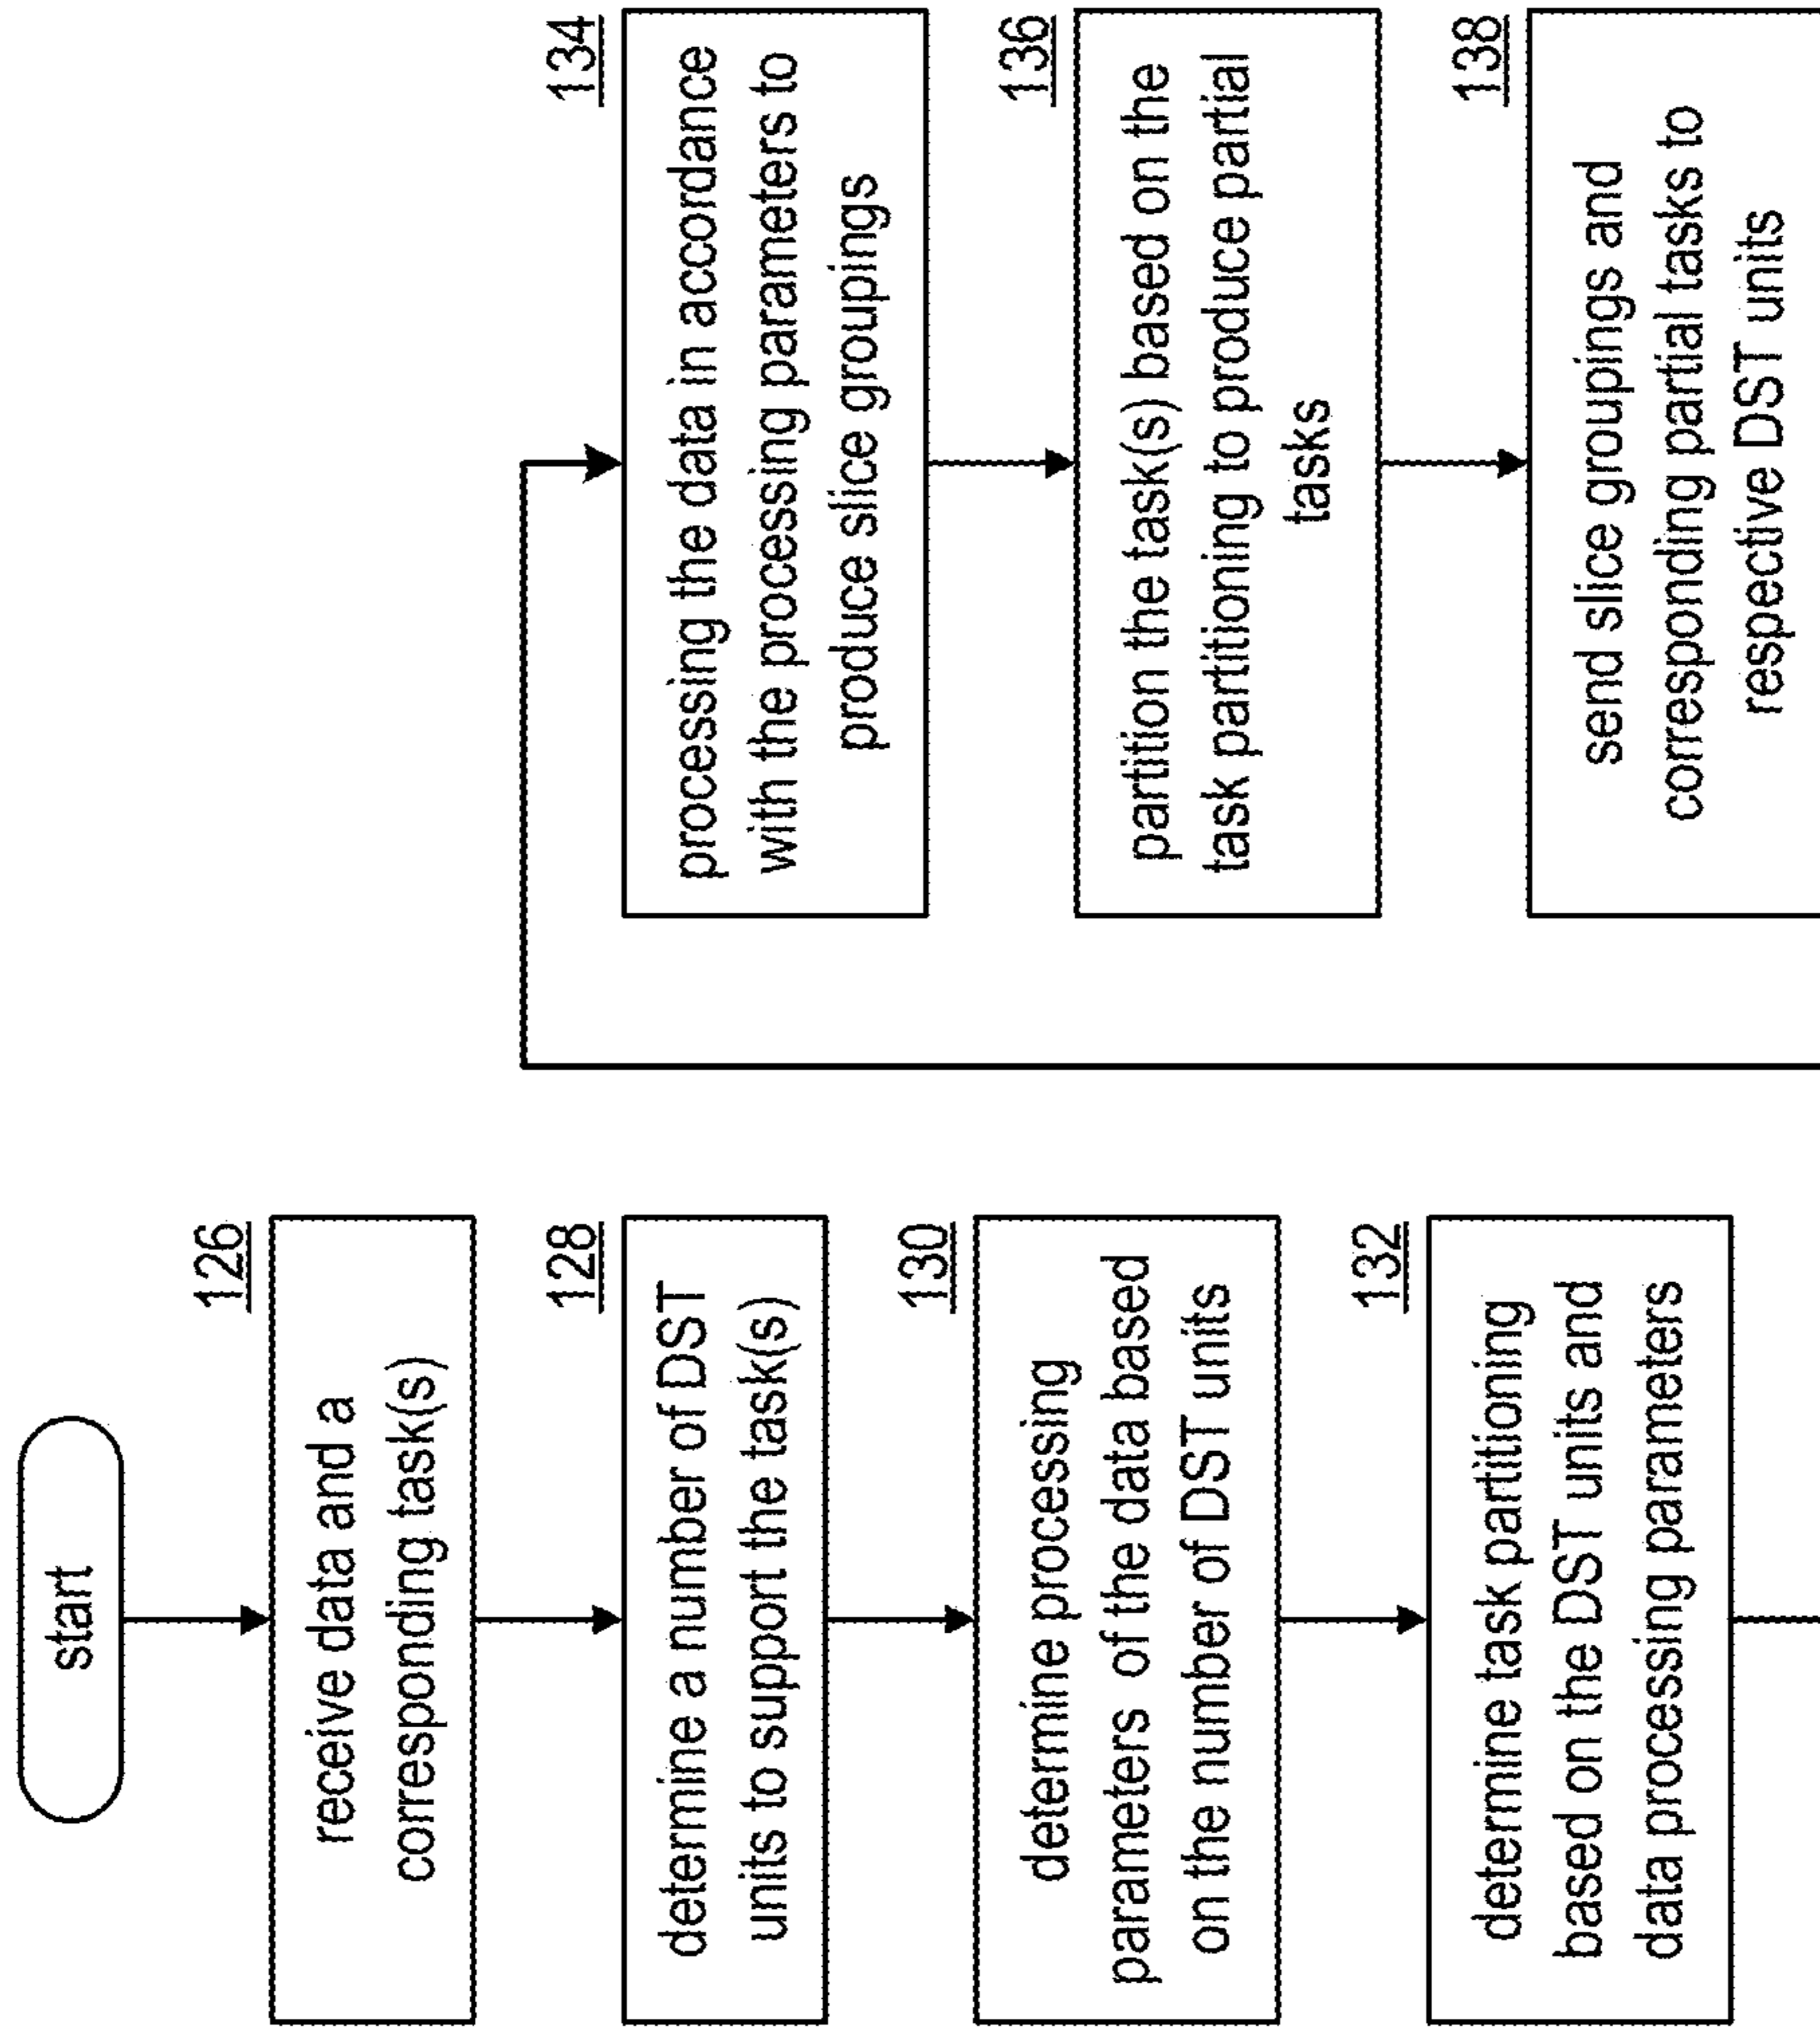 start
126
receive data and a
corresponding task(s)
128
determine a number of DST
units to support the task(s)
130
determine processing
parameters of the data based
on the number of DST units
132
determine task partitioning
based on the DST units and
data processing parameters
134
processing the data in accordance
with the processing parameters to
produce slice groupings
136
partition the task(s) based on the
task partitioning to produce partial
tasks
138
send slice groupings and
corresponding partial tasks to
respective DST units